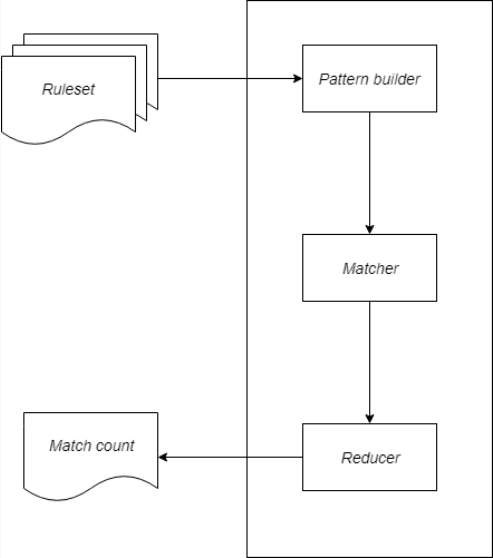 Ruleset
Pattern builder
Matcher
Match count
Reducer